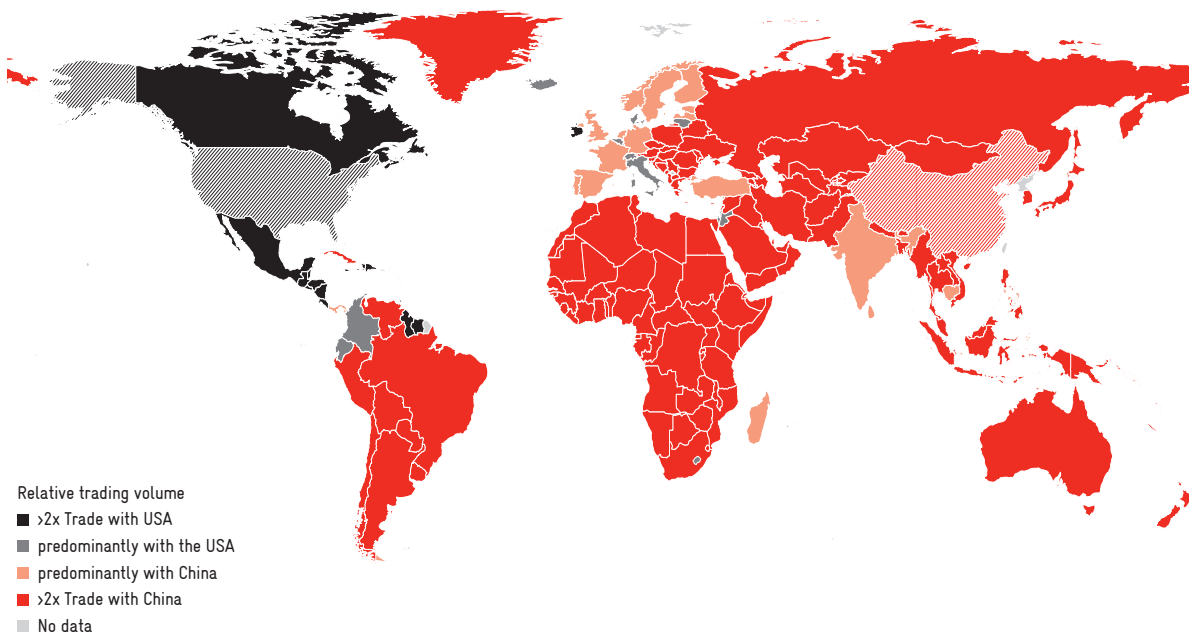 Relative trading volume
>2x Trade with USA
predominantly with the USA
predominantly with China
>2x Trade with China
No data